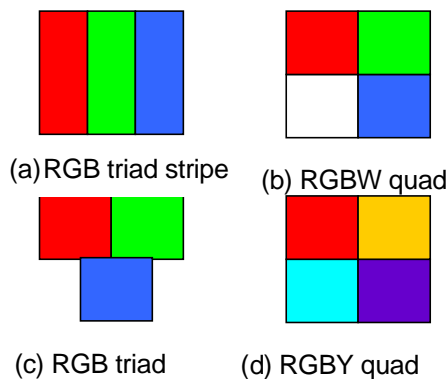 (a) RGB triad stripe
(b) RGBW quad
(c) RGB triad
(d) RGBY quad